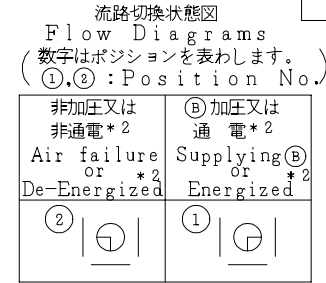 流路切換状態図
Flow Diagrams
(数字はポジションを表わします。
①,②:Position No.)
非加圧又は
非通電*2
Air failure
or *2
De-Energized
Ⓑ加圧又は
通 電*2
Supplying Ⓑ
or *2
Energized
②
①